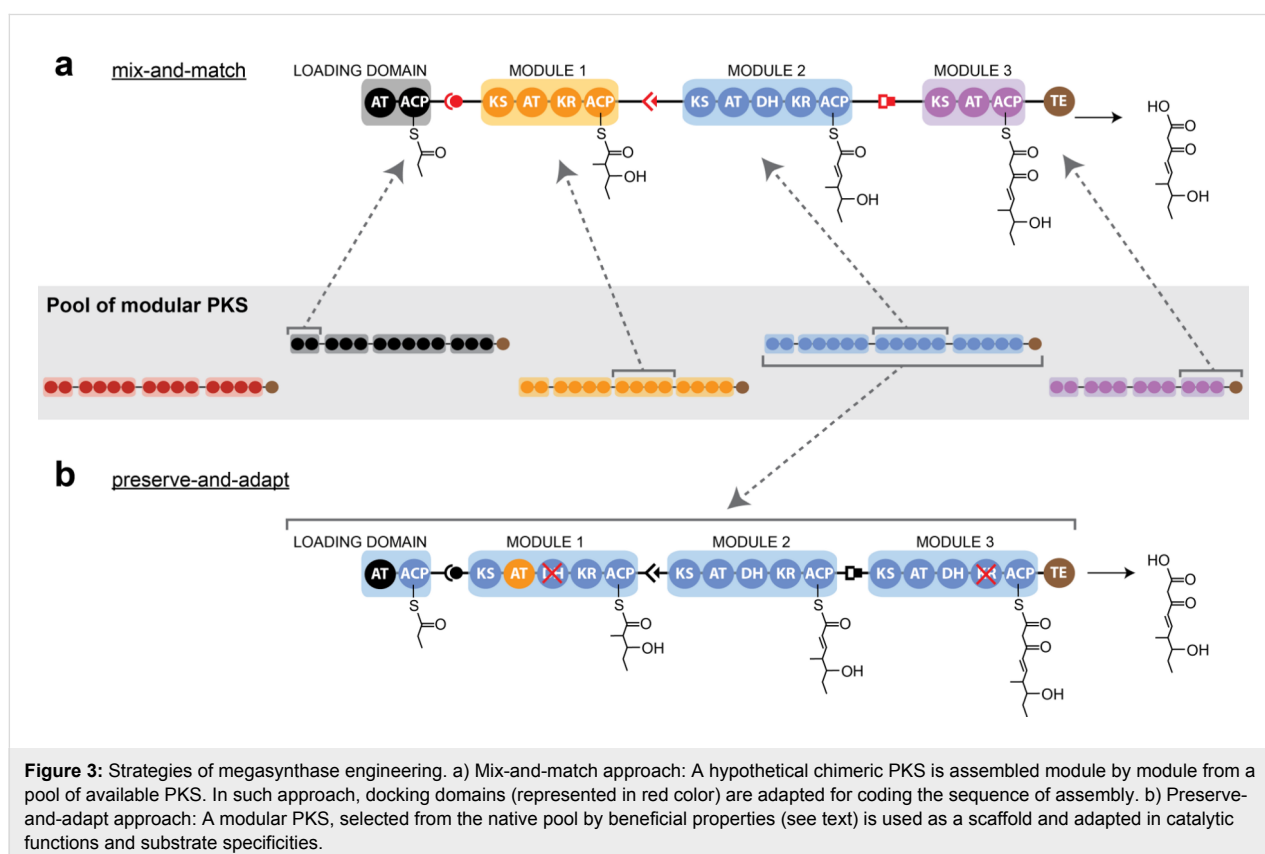 a mix-and-match
LOADING DOMAIN MODULE 1 MODULE 2 MODULE 3
AT ACP KS AT KR ACP KS AT DH KR ACP KS AT ACP TE
S S S S
O O O O
OH
O
OH OH
HO
O
O
OH
Pool of modular PKS
b preserve-and-adapt
LOADING DOMAIN MODULE 1 MODULE 2 MODULE 3
AT ACP KS AT KR ACP KS AT DH KR ACP KS AT DH ACP TE
S S S S
O O O O
OH
O
OH OH
HO
O
O
OH
Figure 3: Strategies of megasynthase engineering. a) Mix-and-match approach: A hypothetical chimeric PKS is assembled module by module from a
pool of available PKS. In such approach, docking domains (represented in red color) are adapted for coding the sequence of assembly. b) Preserve-
and-adapt approach: A modular PKS, selected from the native pool by beneficial properties (see text) is used as a scaffold and adapted in catalytic
functions and substrate specificities.